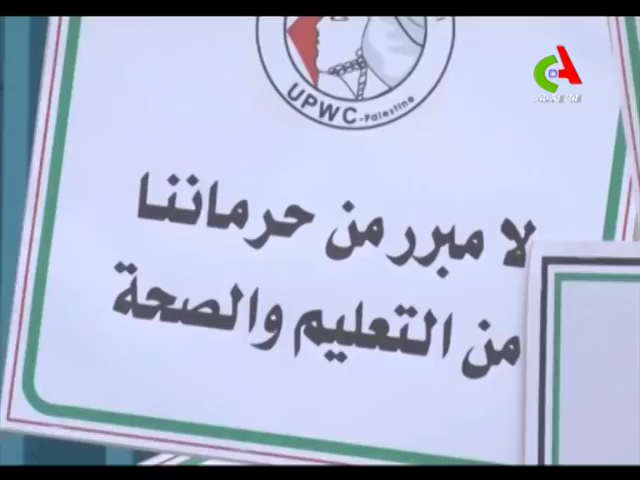 UPWC-Palestine
لا مبرر من حرماننا
من التعليم والصحة